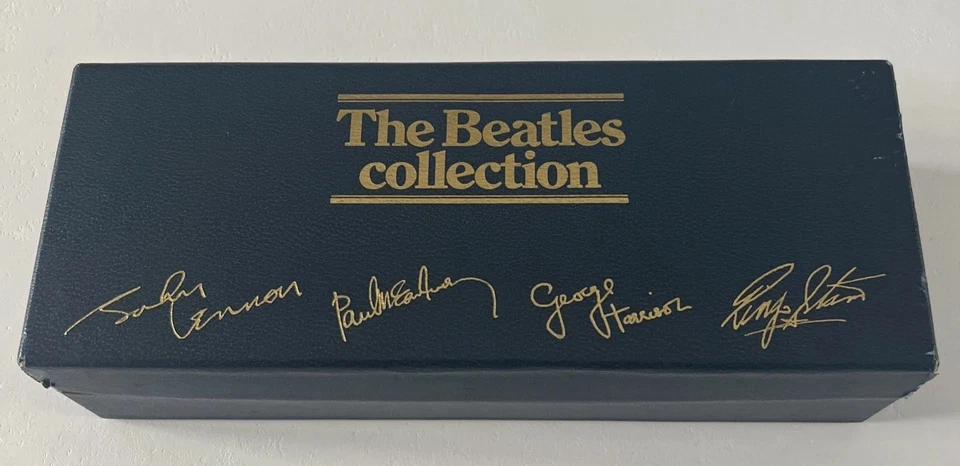 The Beatles
collection
John Lennon Paul McCartney George Harrison Ringo Starr